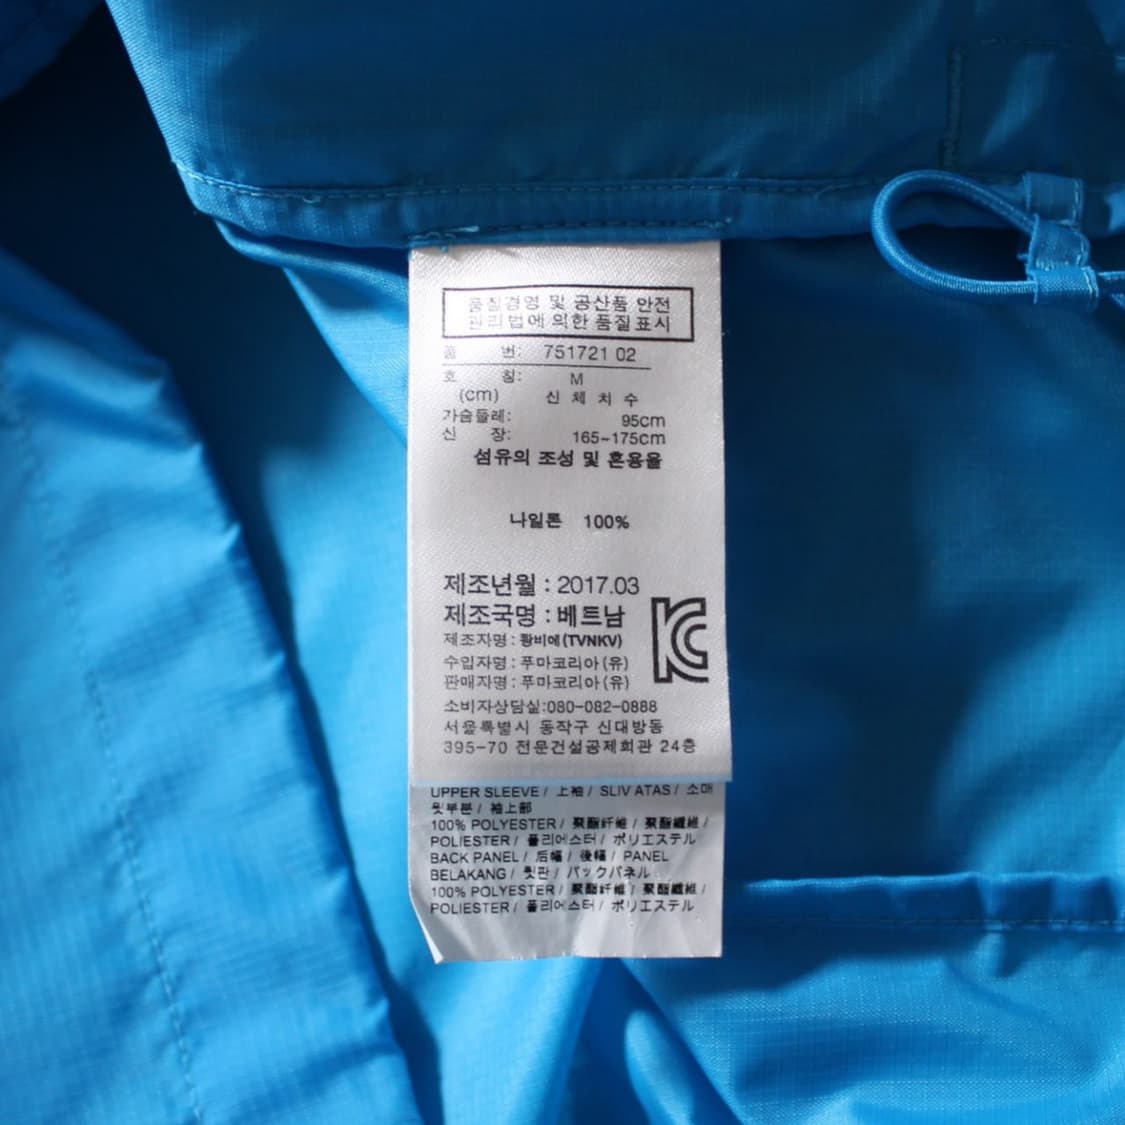 품질경영 및 공산품 안전
관리법에 의한 품질표시
품 번: 751721 02
호 칭: M
(cm) 신 체 치 수
가슴들레: 95cm
신 장: 165~175cm
섬유의 조성 및 혼용율
나일론 100%
제조년월 : 2017.03
제조국명 : 베트남
제조자명 : 쾅비에(TVNKV)
수입자명 : 푸마코리아(유)
판매자명 : 푸마코리아(유)
KC
소비자상담실:080-082-0888
서울특별시 동작구 신대방동
395-70 전문건설공제회관 24층
UPPER SLEEVE / 上袖 / SLIV ATAS / 소매
윗부분 / 袖上部
100% POLYESTER / 聚酯纤维 / 聚酯纖維 /
POLIESTER / 폴리에스터 / ポリエステル
BACK PANEL / 后幅 / 後幅 / PANEL
BELAKANG / 뒷판 / バックパネル
100% POLYESTER / 聚酯纤维 / 聚酯纖維 /
POLIESTER / 폴리에스터 / ポリエステル